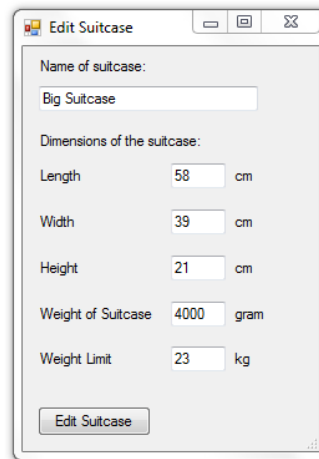 Edit Suitcase
Name of suitcase:
Big Suitcase
Dimensions of the suitcase:
Length 58 cm
Width 39 cm
Height 21 cm
Weight of Suitcase 4000 gram
Weight Limit 23 kg
Edit Suitcase